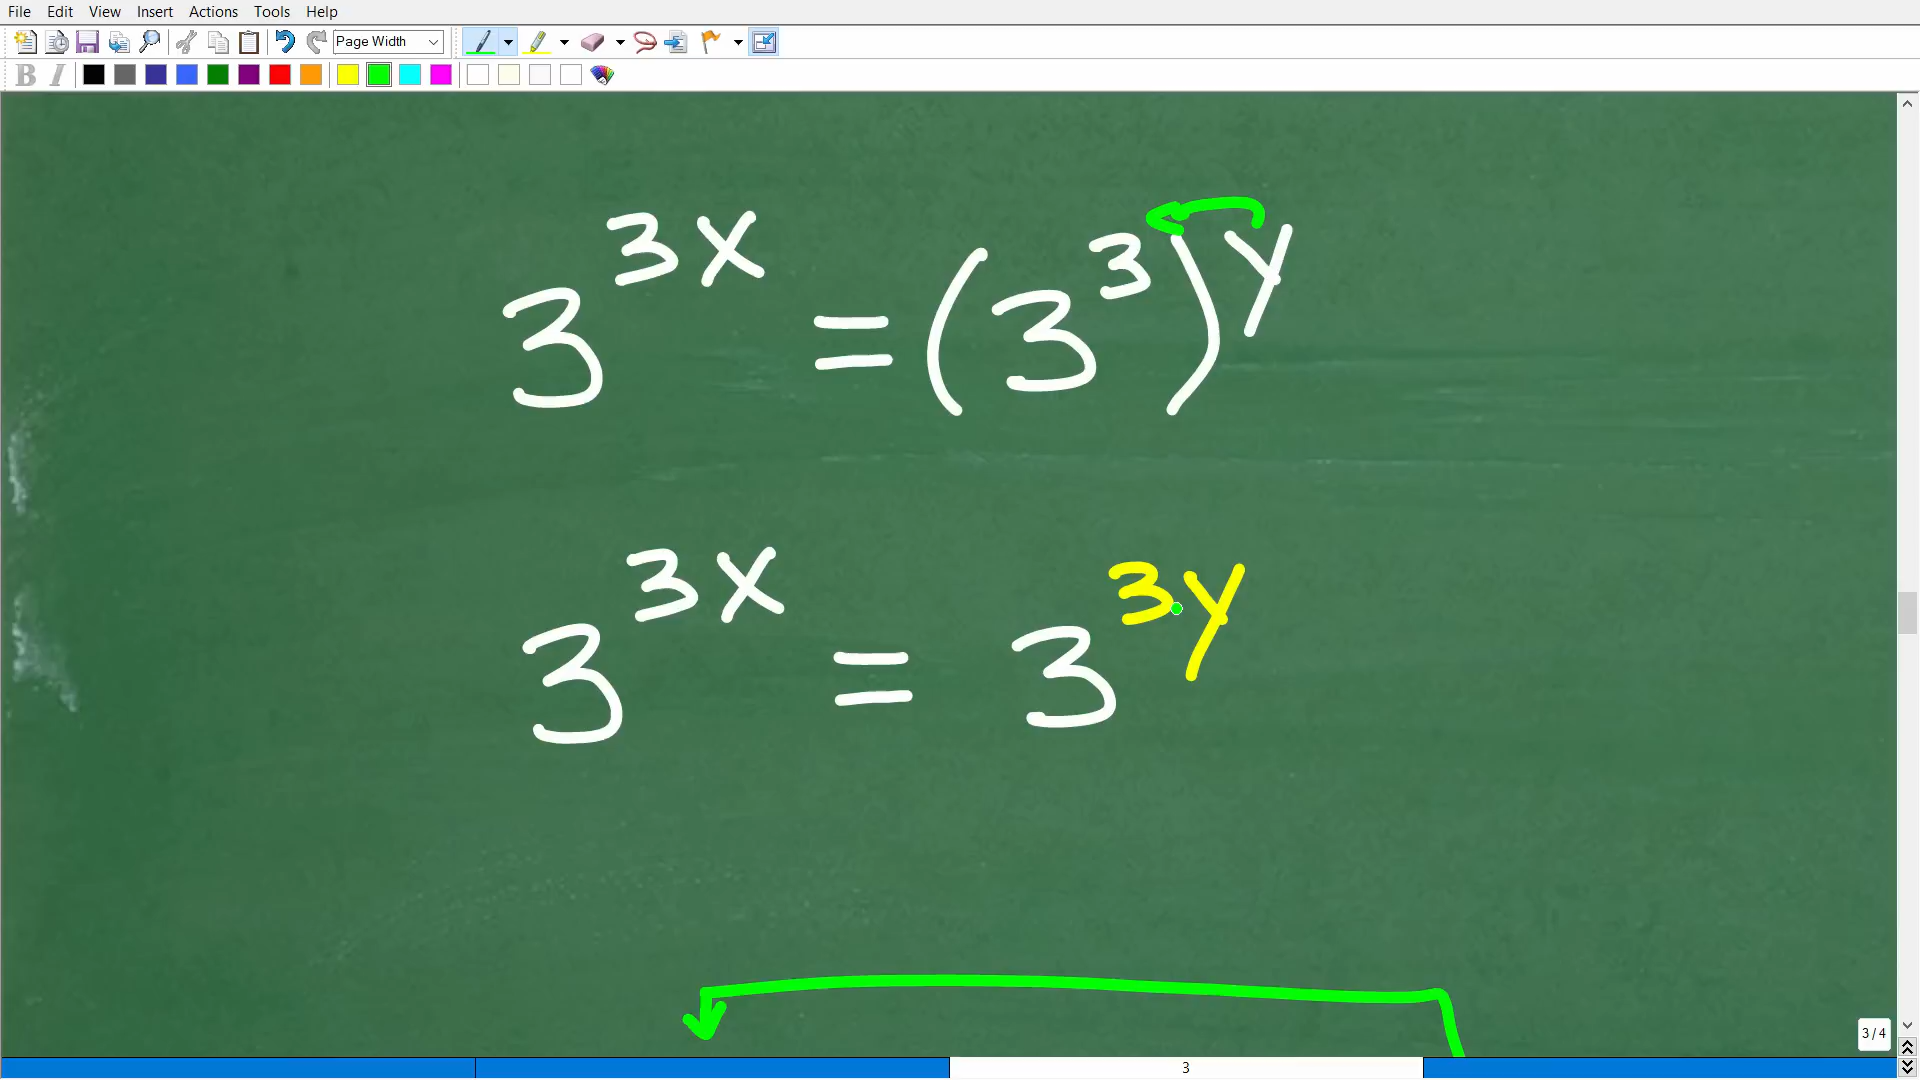 File Edit View Insert Actions Tools Help
Page Width
B I
3^{3x} = (3^3)^y
3^{3x} = 3^{3y}
3 / 4
3